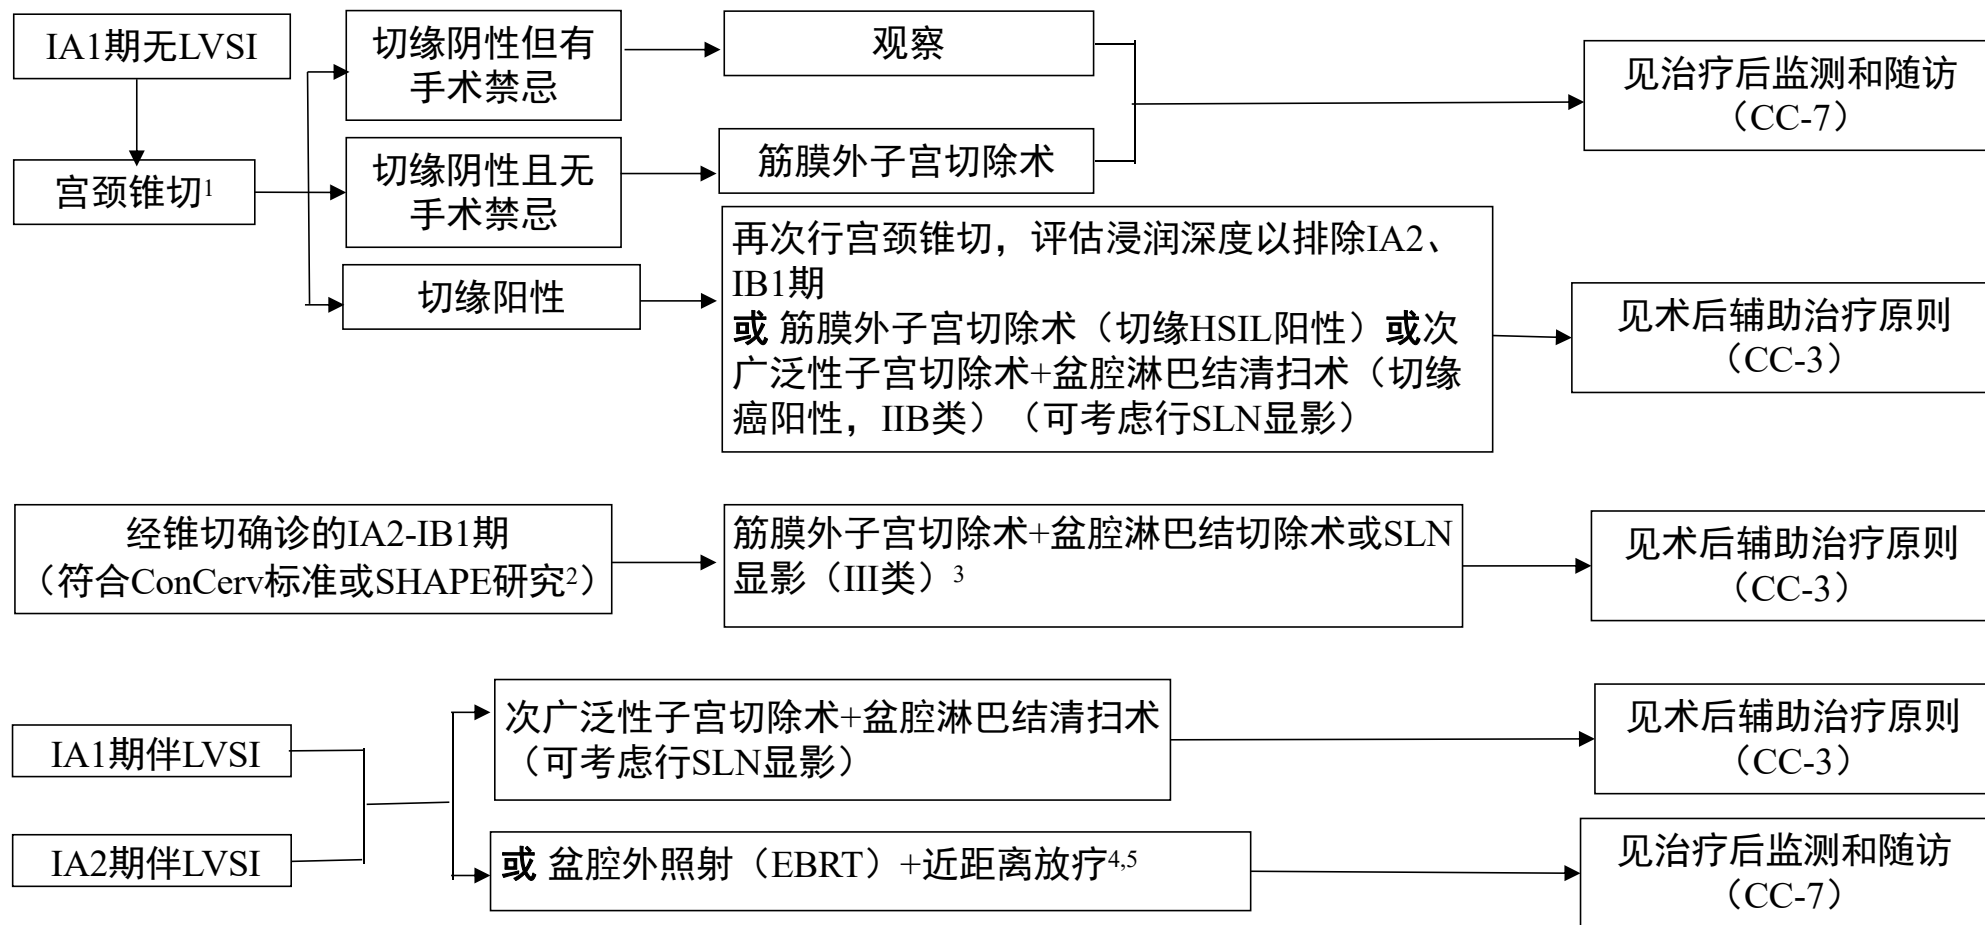 IA1期无LVSI
宫颈锥切1
切缘阴性但有
手术禁忌
观察
切缘阴性且无
手术禁忌
筋膜外子宫切除术
见治疗后监测和随访
（CC-7）
切缘阳性
再次行宫颈锥切，评估浸润深度以排除IA2、
IB1期
或 筋膜外子宫切除术（切缘HSIL阳性）或次
广泛性子宫切除术+盆腔淋巴结清扫术（切缘
癌阳性，IIB类）（可考虑行SLN显影）
见术后辅助治疗原则
（CC-3）
经锥切确诊的IA2-IB1期
（符合ConCerv标准或SHAPE研究2）
筋膜外子宫切除术+盆腔淋巴结切除术或SLN
显影（III类）3
见术后辅助治疗原则
（CC-3）
IA1期伴LVSI
IA2期伴LVSI
次广泛性子宫切除术+盆腔淋巴结清扫术
（可考虑行SLN显影）
见术后辅助治疗原则
（CC-3）
或 盆腔外照射（EBRT）+近距离放疗4,5
见治疗后监测和随访
（CC-7）